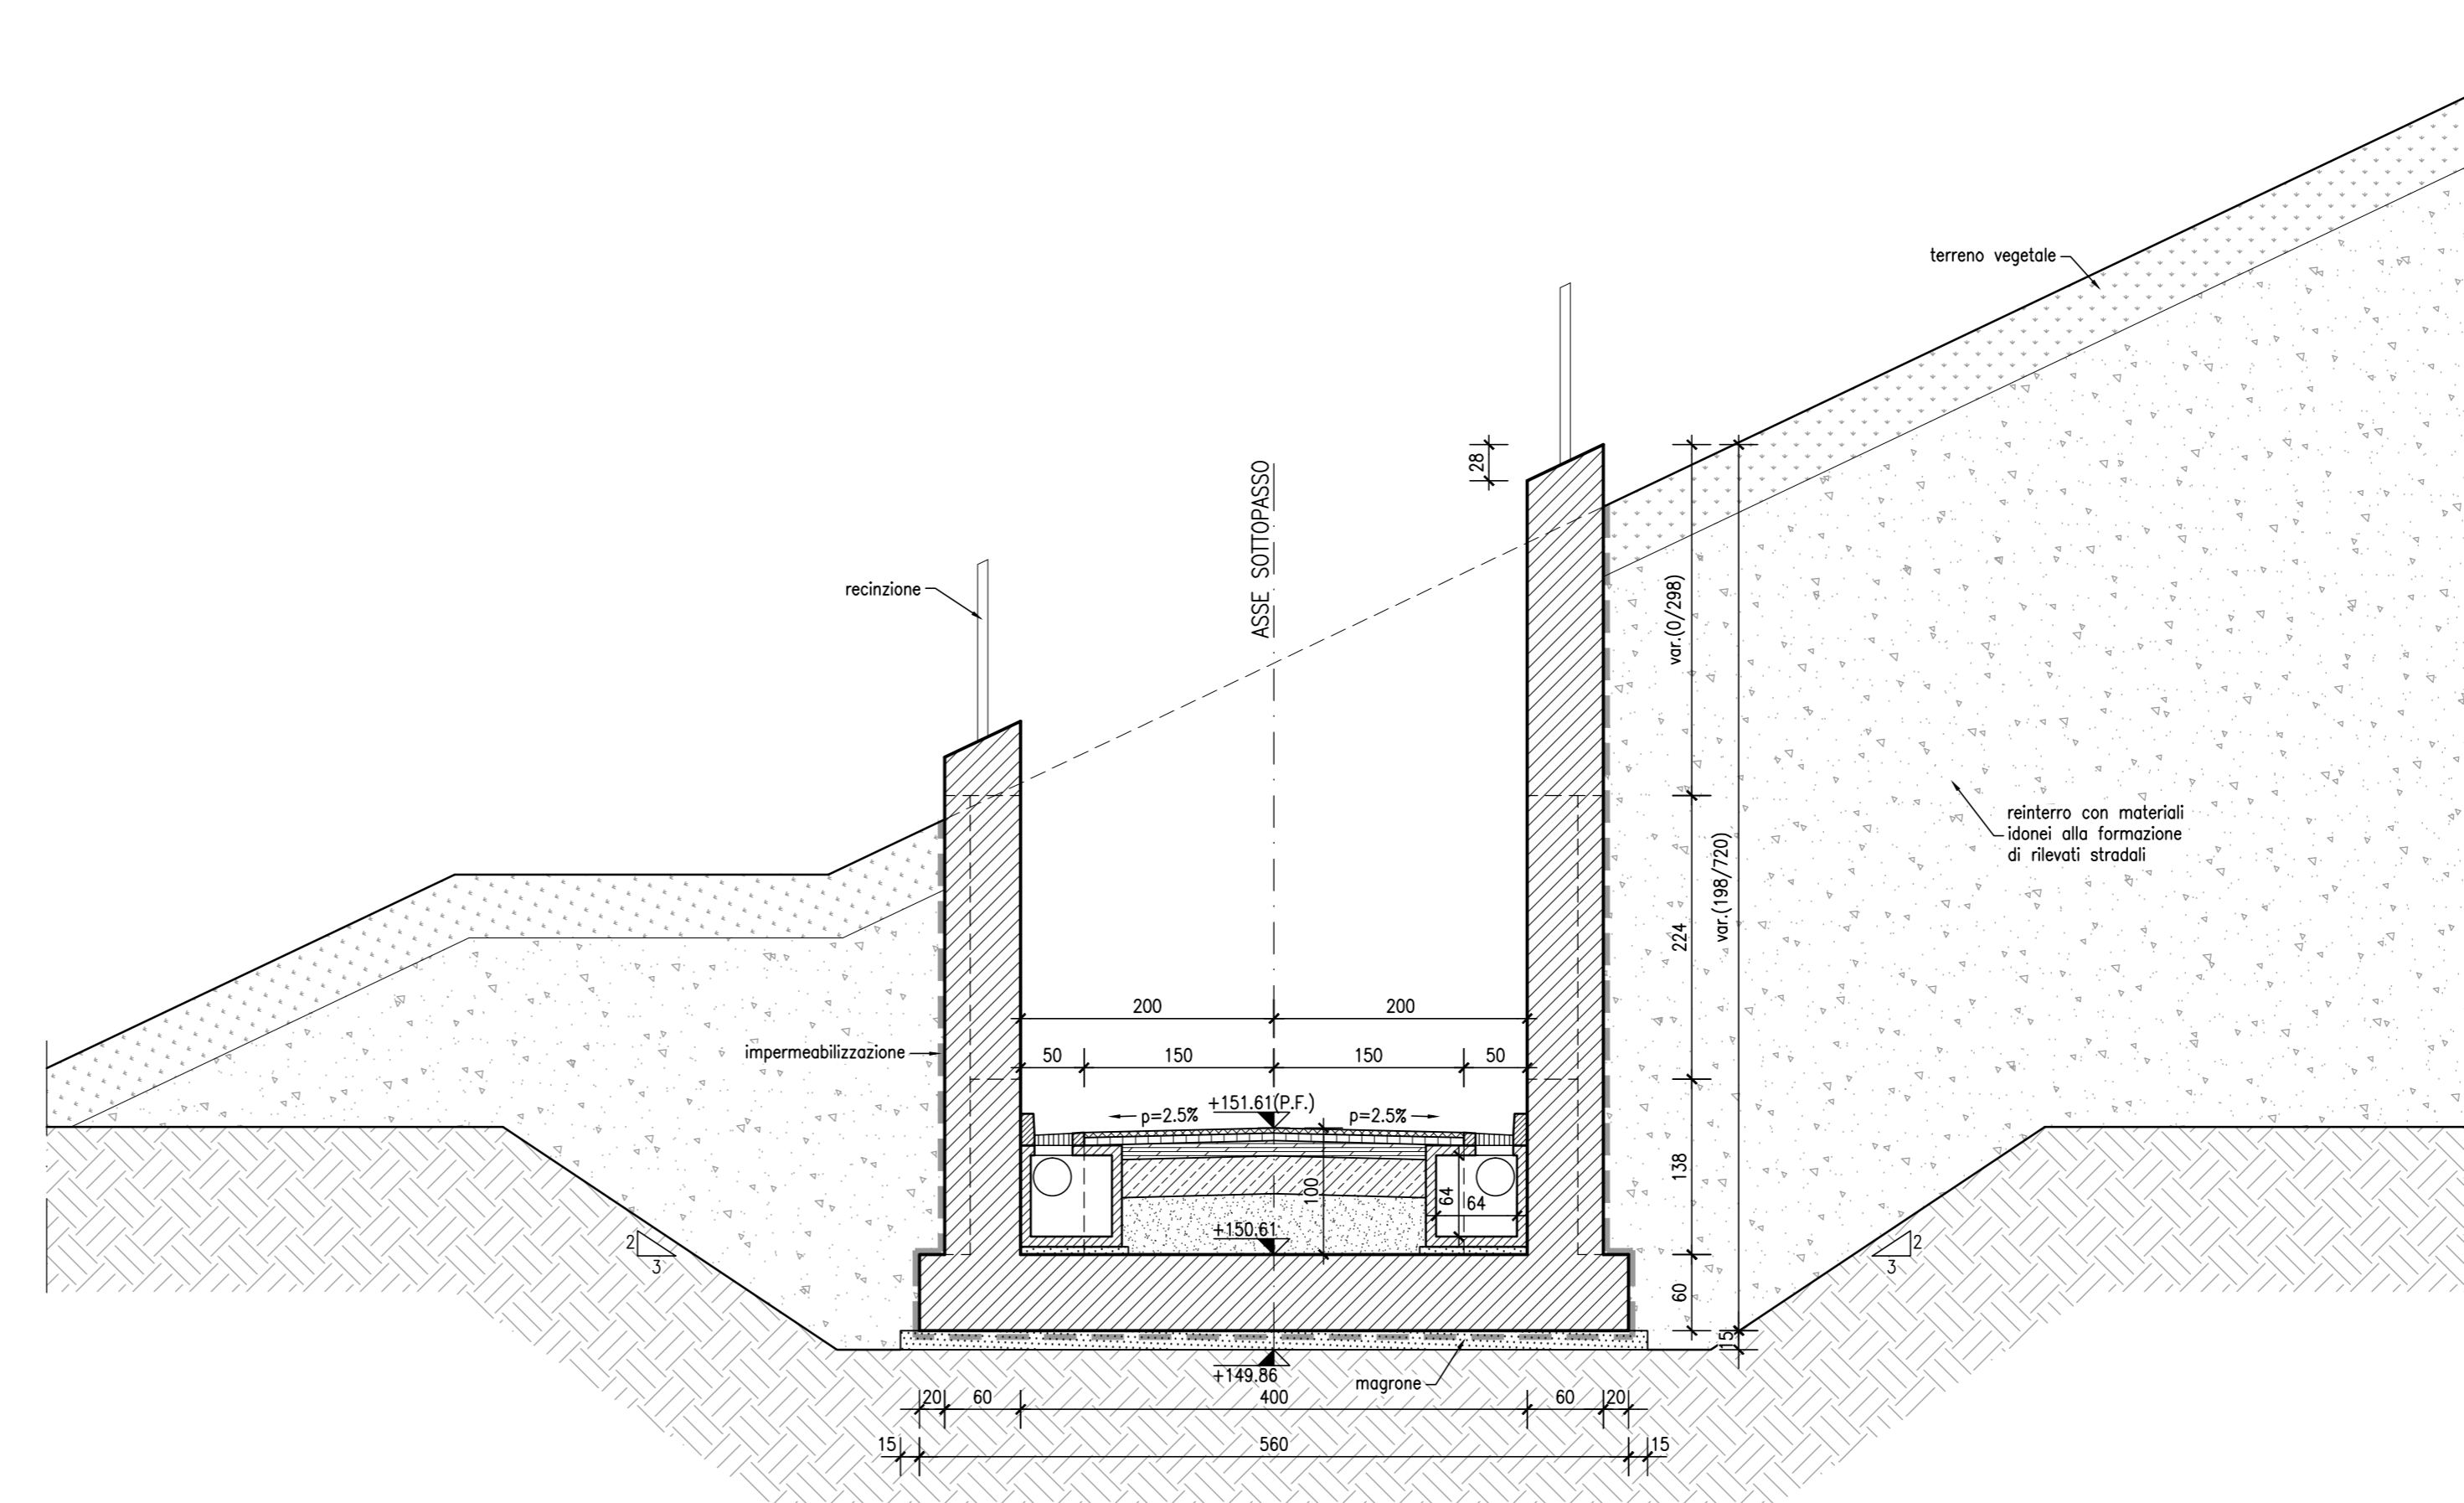 terreno vegetale
28
ASSE SOTTOPASSO
recinzione
var.(0/298)
reinterro con materiali
idonei alla formazione
di rilevati stradali
var.(198/720)
224
200
200
impermeabilizzazione
50
150
150
50
p=2.5%
+151.61(P.F.)
p=2.5%
138
100
64
64
+150.61
2
3
2
3
60
15
+149.86
magrone
20
60
400
60
20
15
560
15